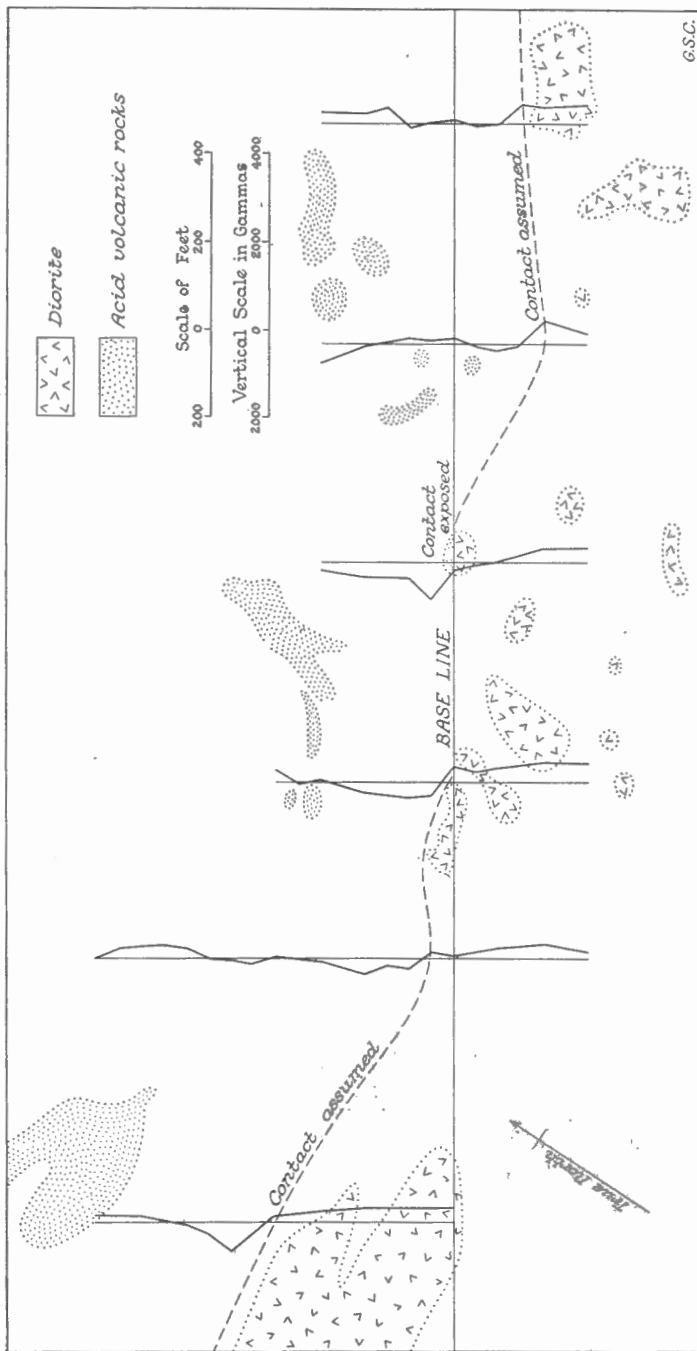 Diorite
Acid volcanic rocks
Scale of Feet
200 0 200 400
Vertical Scale in Gammas
2000 0 2000 4000
Contact assumed
Contact
exposed
BASE LINE
Contact assumed
True North
G.S.C.